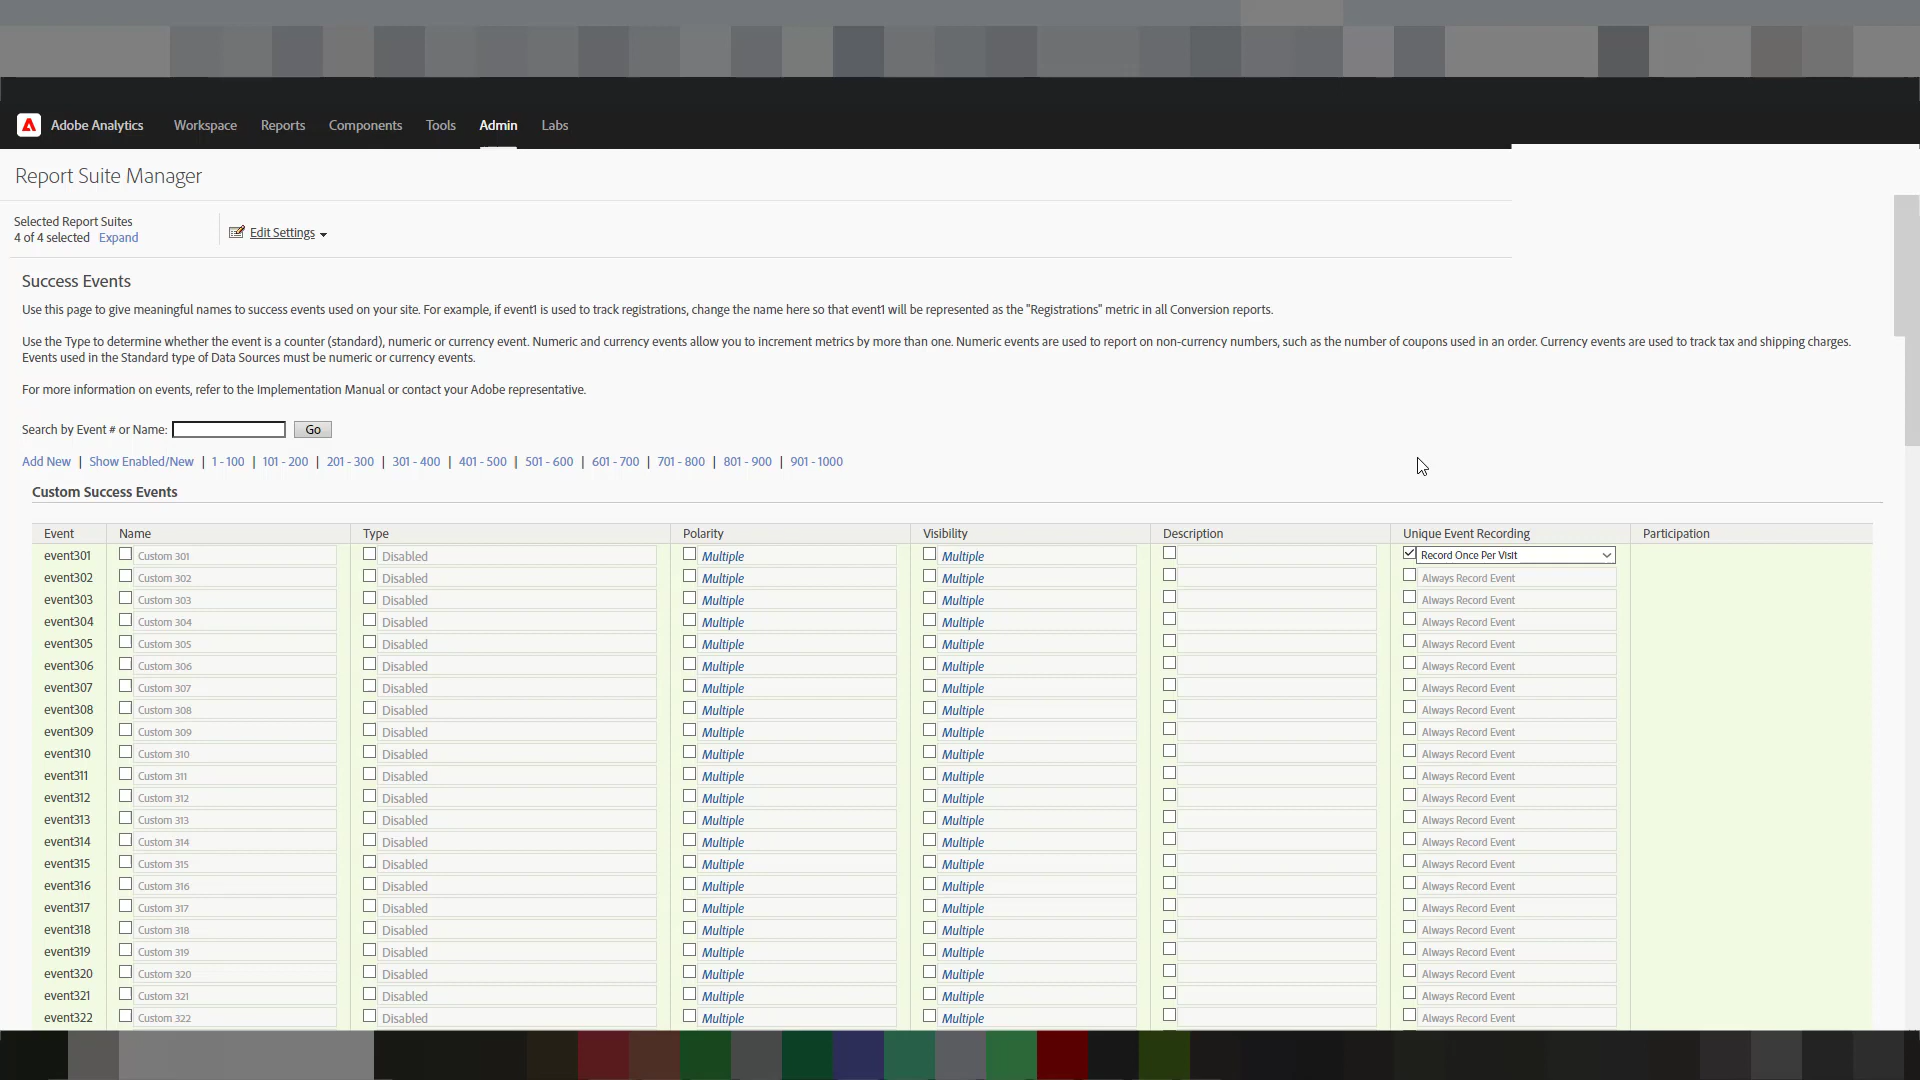 Adobe Analytics Workspace Reports Components Tools Admin Labs
Report Suite Manager
Selected Report Suites
4 of 4 selected Expand
Edit Settings
Success Events
Use this page to give meaningful names to success events used on your site. For example, if event1 is used to track registrations, change the name here so that event1 will be represented as the "Registrations" metric in all Conversion reports.
Use the Type to determine whether the event is a counter (standard), numeric or currency event. Numeric and currency events allow you to increment metrics by more than one. Numeric events are used to report on non-currency numbers, such as the number of coupons used in an order. Currency events are used to track tax and shipping charges.
Events used in the Standard type of Data Sources must be numeric or currency events.
For more information on events, refer to the Implementation Manual or contact your Adobe representative.
Search by Event # or Name: Go
Add New | Show Enabled/New | 1 - 100 | 101 - 200 | 201 - 300 | 301 - 400 | 401 - 500 | 501 - 600 | 601 - 700 | 701 - 800 | 801 - 900 | 901 - 1000
Custom Success Events
Event Name Type Polarity Visibility Description Unique Event Recording Participation
event301 Custom 301 Disabled Multiple Multiple Record Once Per Visit
event302 Custom 302 Disabled Multiple Multiple Always Record Event
event303 Custom 303 Disabled Multiple Multiple Always Record Event
event304 Custom 304 Disabled Multiple Multiple Always Record Event
event305 Custom 305 Disabled Multiple Multiple Always Record Event
event306 Custom 306 Disabled Multiple Multiple Always Record Event
event307 Custom 307 Disabled Multiple Multiple Always Record Event
event308 Custom 308 Disabled Multiple Multiple Always Record Event
event309 Custom 309 Disabled Multiple Multiple Always Record Event
event310 Custom 310 Disabled Multiple Multiple Always Record Event
event311 Custom 311 Disabled Multiple Multiple Always Record Event
event312 Custom 312 Disabled Multiple Multiple Always Record Event
event313 Custom 313 Disabled Multiple Multiple Always Record Event
event314 Custom 314 Disabled Multiple Multiple Always Record Event
event315 Custom 315 Disabled Multiple Multiple Always Record Event
event316 Custom 316 Disabled Multiple Multiple Always Record Event
event317 Custom 317 Disabled Multiple Multiple Always Record Event
event318 Custom 318 Disabled Multiple Multiple Always Record Event
event319 Custom 319 Disabled Multiple Multiple Always Record Event
event320 Custom 320 Disabled Multiple Multiple Always Record Event
event321 Custom 321 Disabled Multiple Multiple Always Record Event
event322 Custom 322 Disabled Multiple Multiple Always Record Event